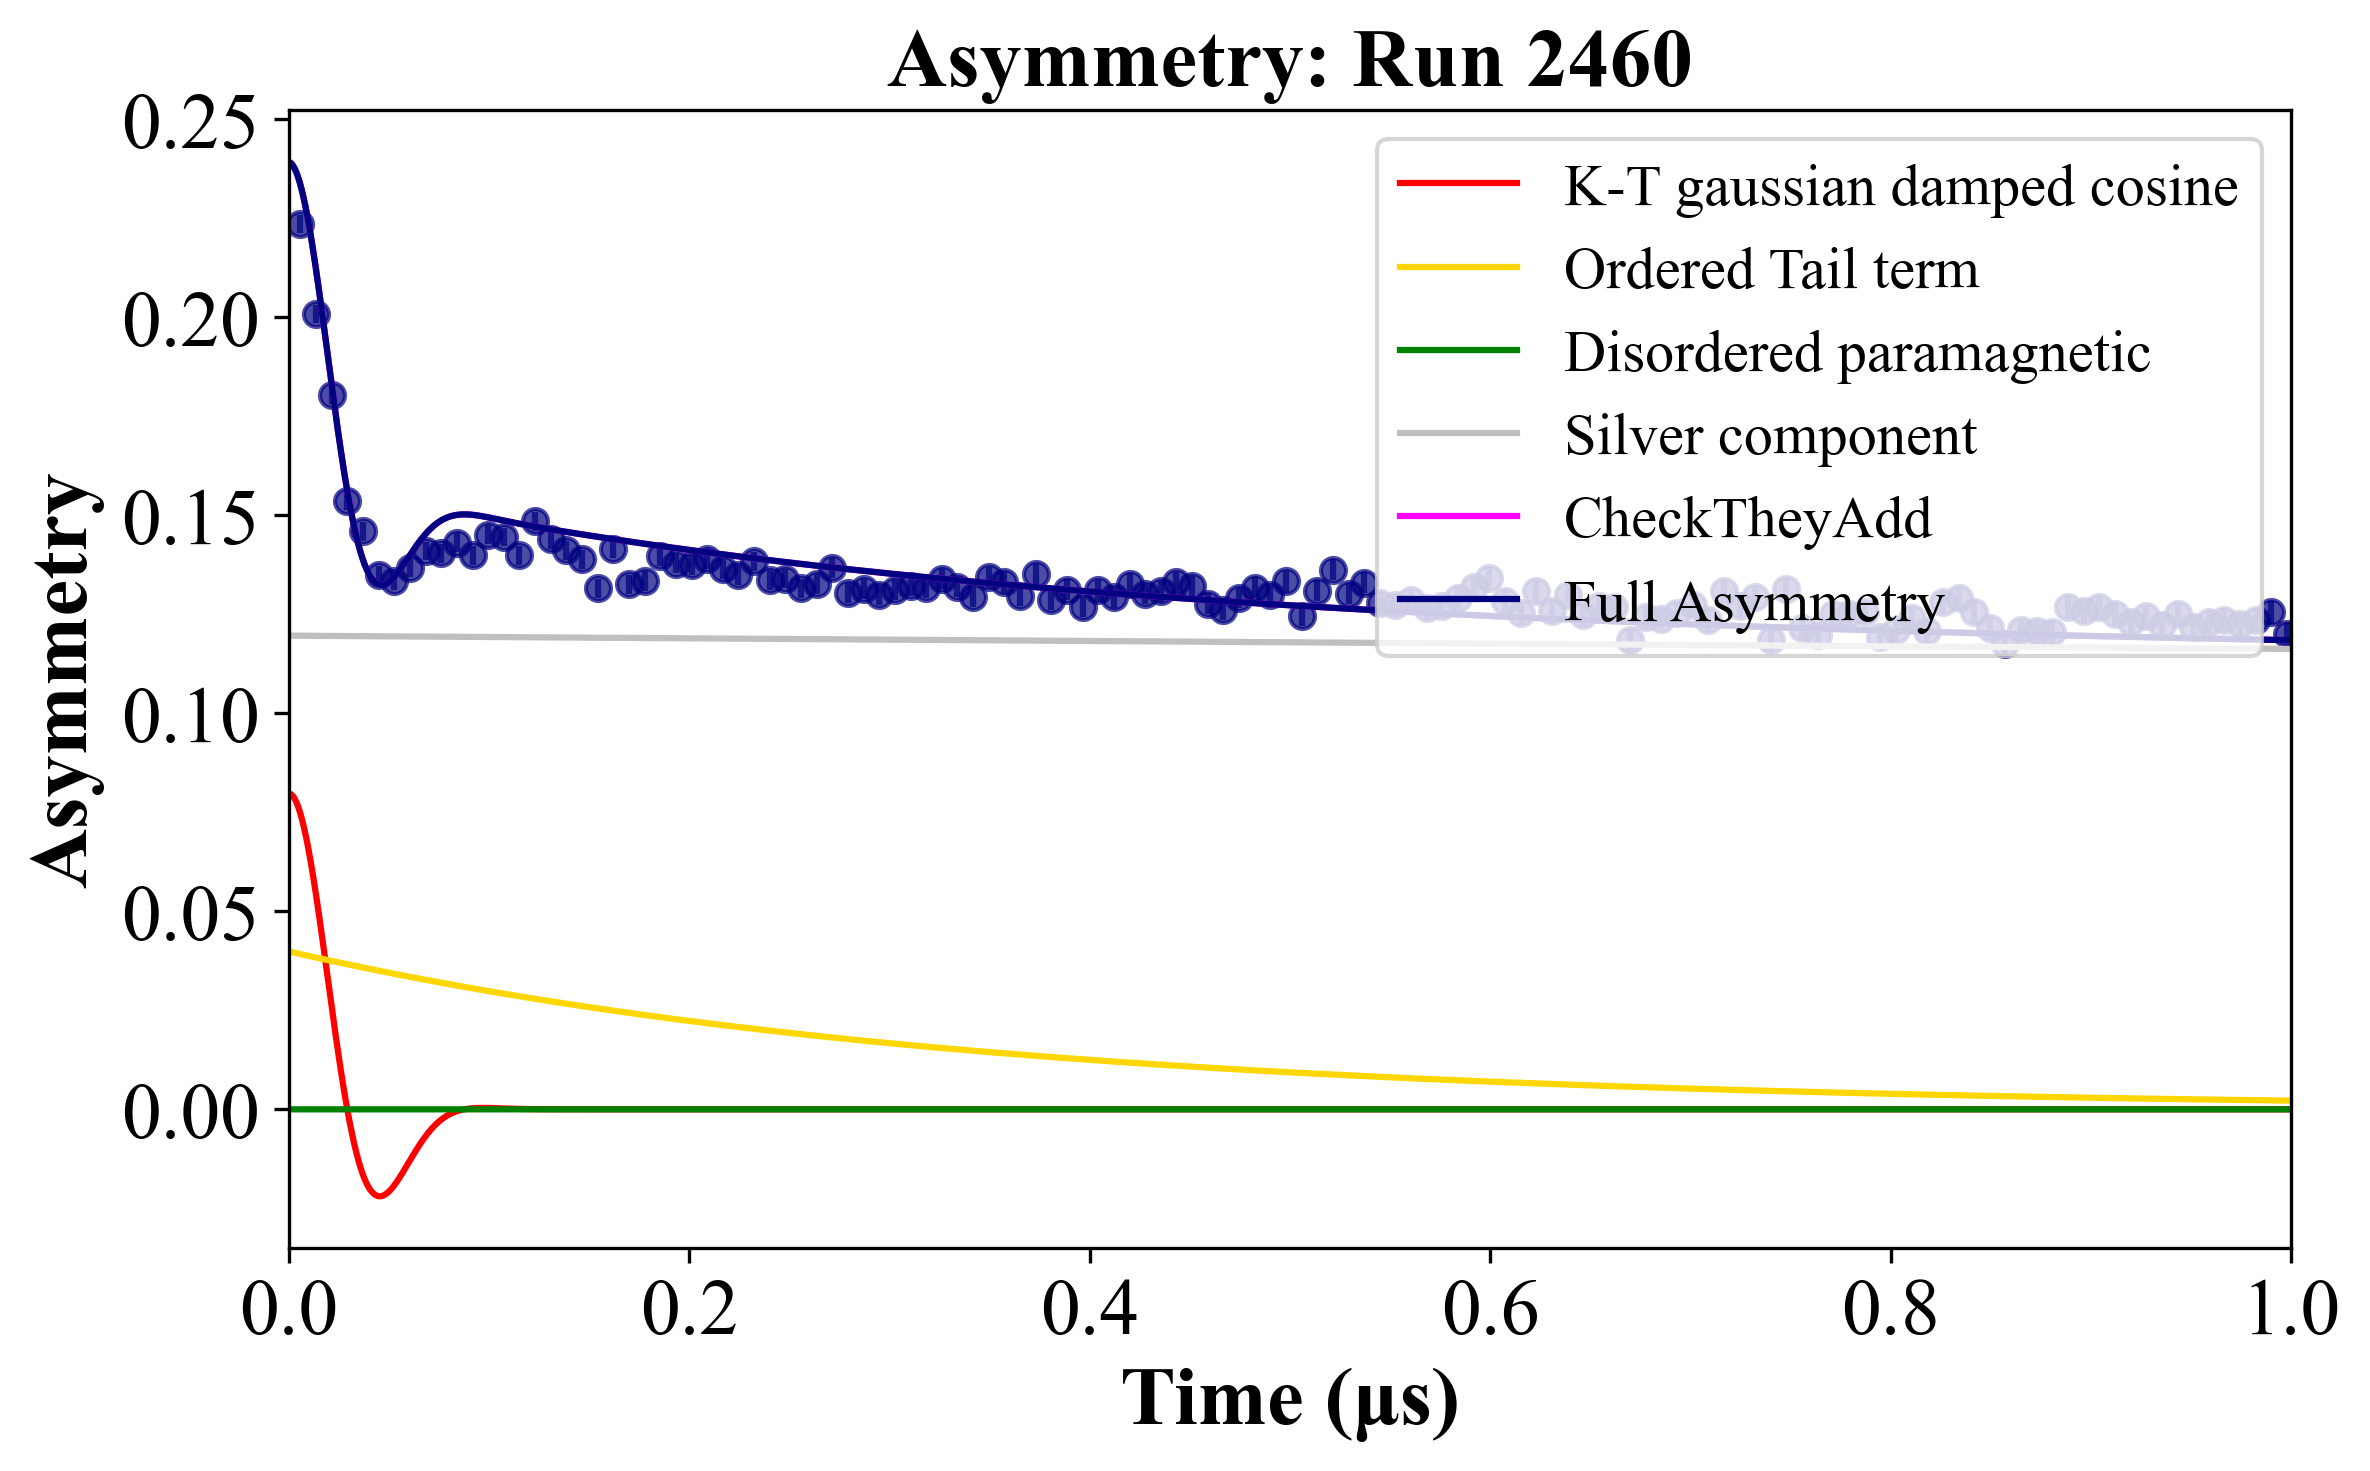 Asymmetry: Run 2460
0.25
0.20
0.15
0.10
0.05
0.00
Asymmetry
K-T gaussian damped cosine
Ordered Tail term
Disordered paramagnetic
Silver component
CheckTheyAdd
Full Asymmetry
0.0 0.2 0.4 0.6 0.8 1.0
Time (μs)